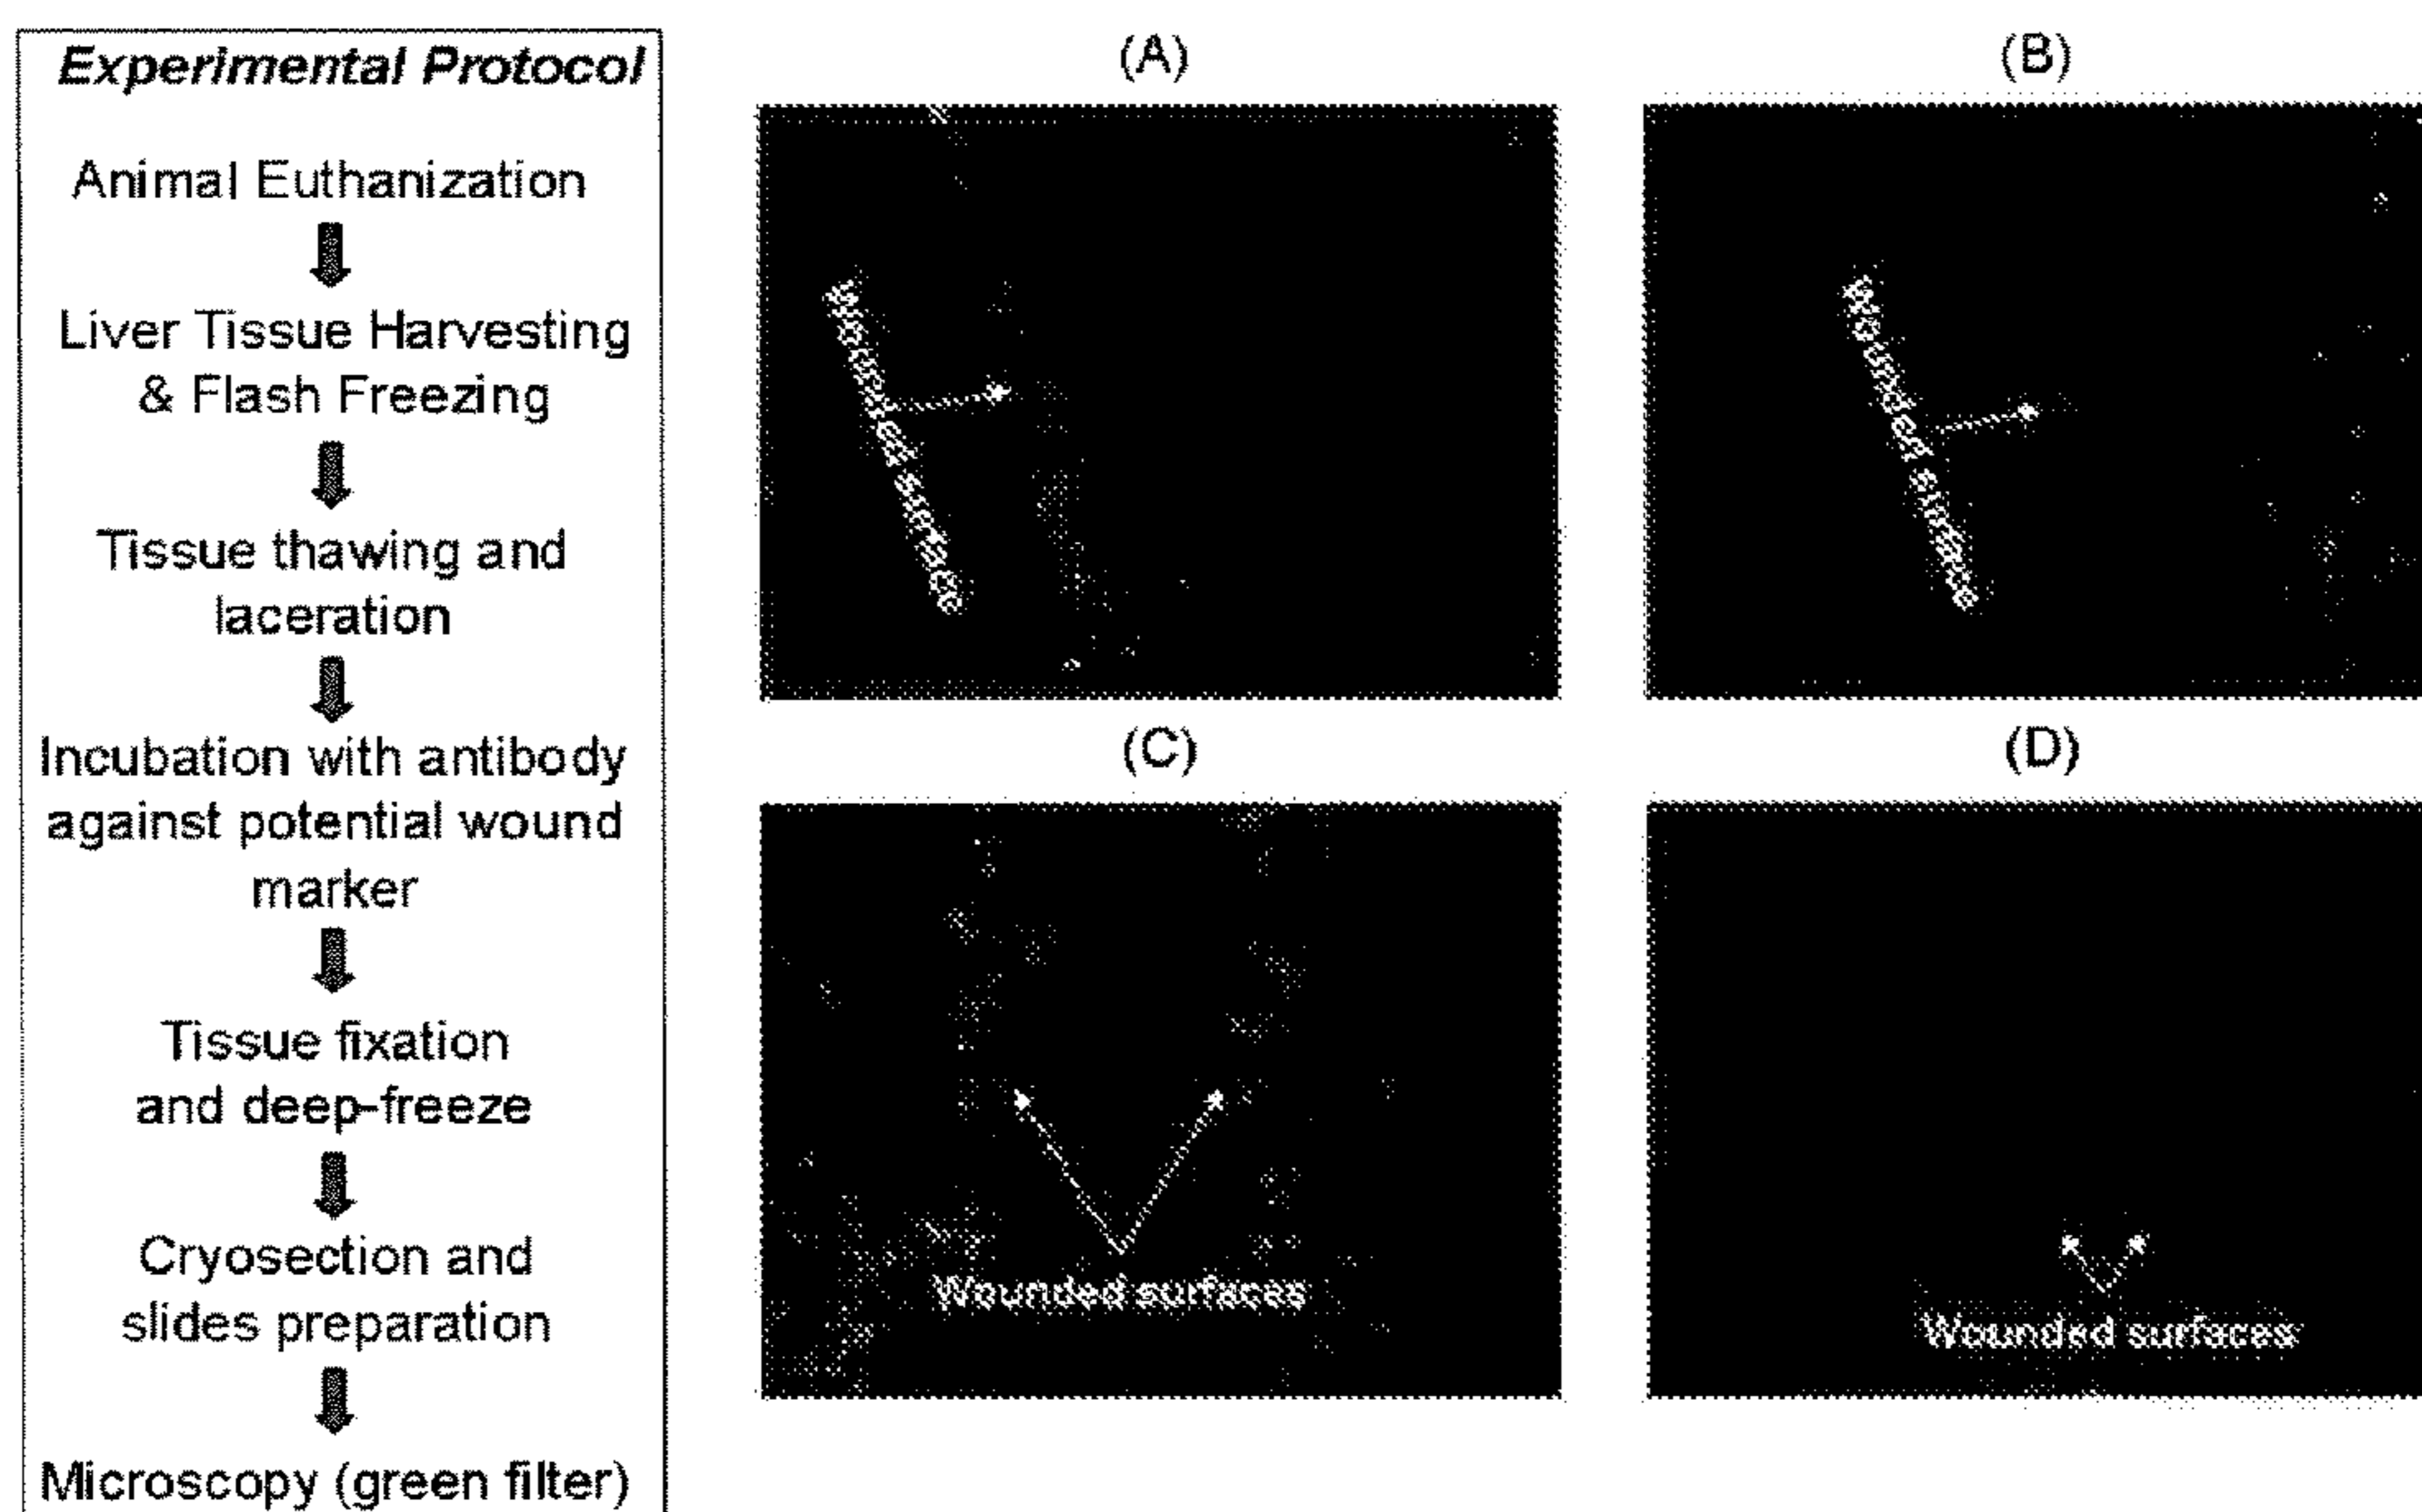 Experimental Protocol
Animal Euthanization
Liver Tissue Harvesting
& Flash Freezing
Tissue thawing and
laceration
Incubation with antibody
against potential wound
marker
Tissue fixation
and deep-freeze
Cryosection and
slides preparation
Microscopy (green filter)
(A)
(B)
Wounded surface
Wounded surface
(C)
(D)
Wounded surfaces
Wounded surfaces